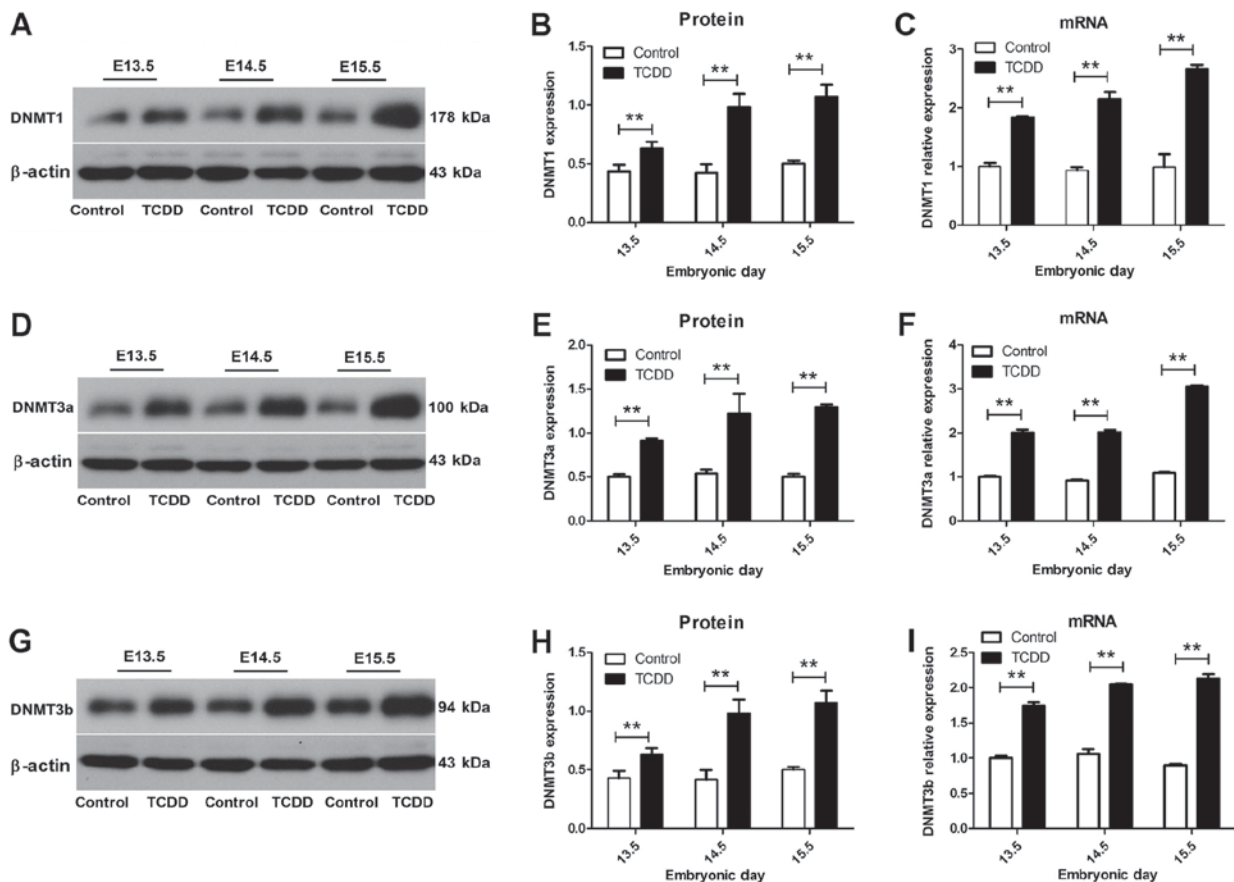 A
E13.5 E14.5 E15.5
DNMT1 178 kDa
β-actin 43 kDa
Control TCDD Control TCDD Control TCDD
B
Protein
Control
TCDD
DNMT1 expression
1.5
1.0
0.5
0.0
** ** **
13.5 14.5 15.5
Embryonic day
C
mRNA
Control
TCDD
DNMT1 relative expression
3
2
1
0
** ** **
13.5 14.5 15.5
Embryonic day
D
E13.5 E14.5 E15.5
DNMT3a 100 kDa
β-actin 43 kDa
Control TCDD Control TCDD Control TCDD
E
Protein
Control
TCDD
DNMT3a expression
2.0
1.5
1.0
0.5
0.0
** ** **
13.5 14.5 15.5
Embryonic day
F
mRNA
Control
TCDD
DNMT3a relative expression
4
3
2
1
0
** ** **
13.5 14.5 15.5
Embryonic day
G
E13.5 E14.5 E15.5
DNMT3b 94 kDa
β-actin 43 kDa
Control TCDD Control TCDD Control TCDD
H
Protein
Control
TCDD
DNMT3b expression
1.5
1.0
0.5
0.0
** ** **
13.5 14.5 15.5
Embryonic day
I
mRNA
Control
TCDD
DNMT3b relative expression
2.5
2.0
1.5
1.0
0.5
0.0
** ** **
13.5 14.5 15.5
Embryonic day